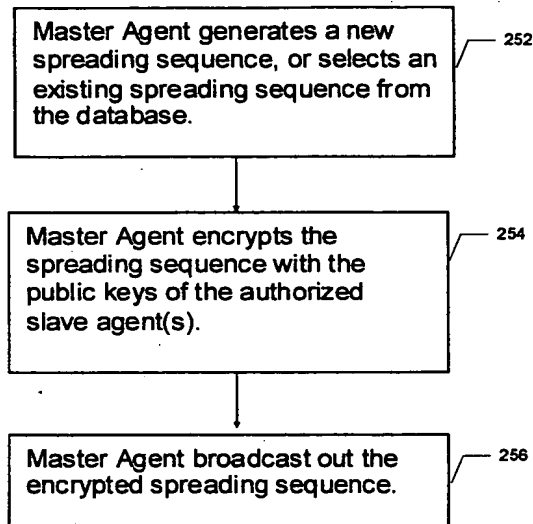 Master Agent generates a new
spreading sequence, or selects an
existing spreading sequence from
the database.
252
Master Agent encrypts the
spreading sequence with the
public keys of the authorized
slave agent(s).
254
Master Agent broadcast out the
encrypted spreading sequence.
256